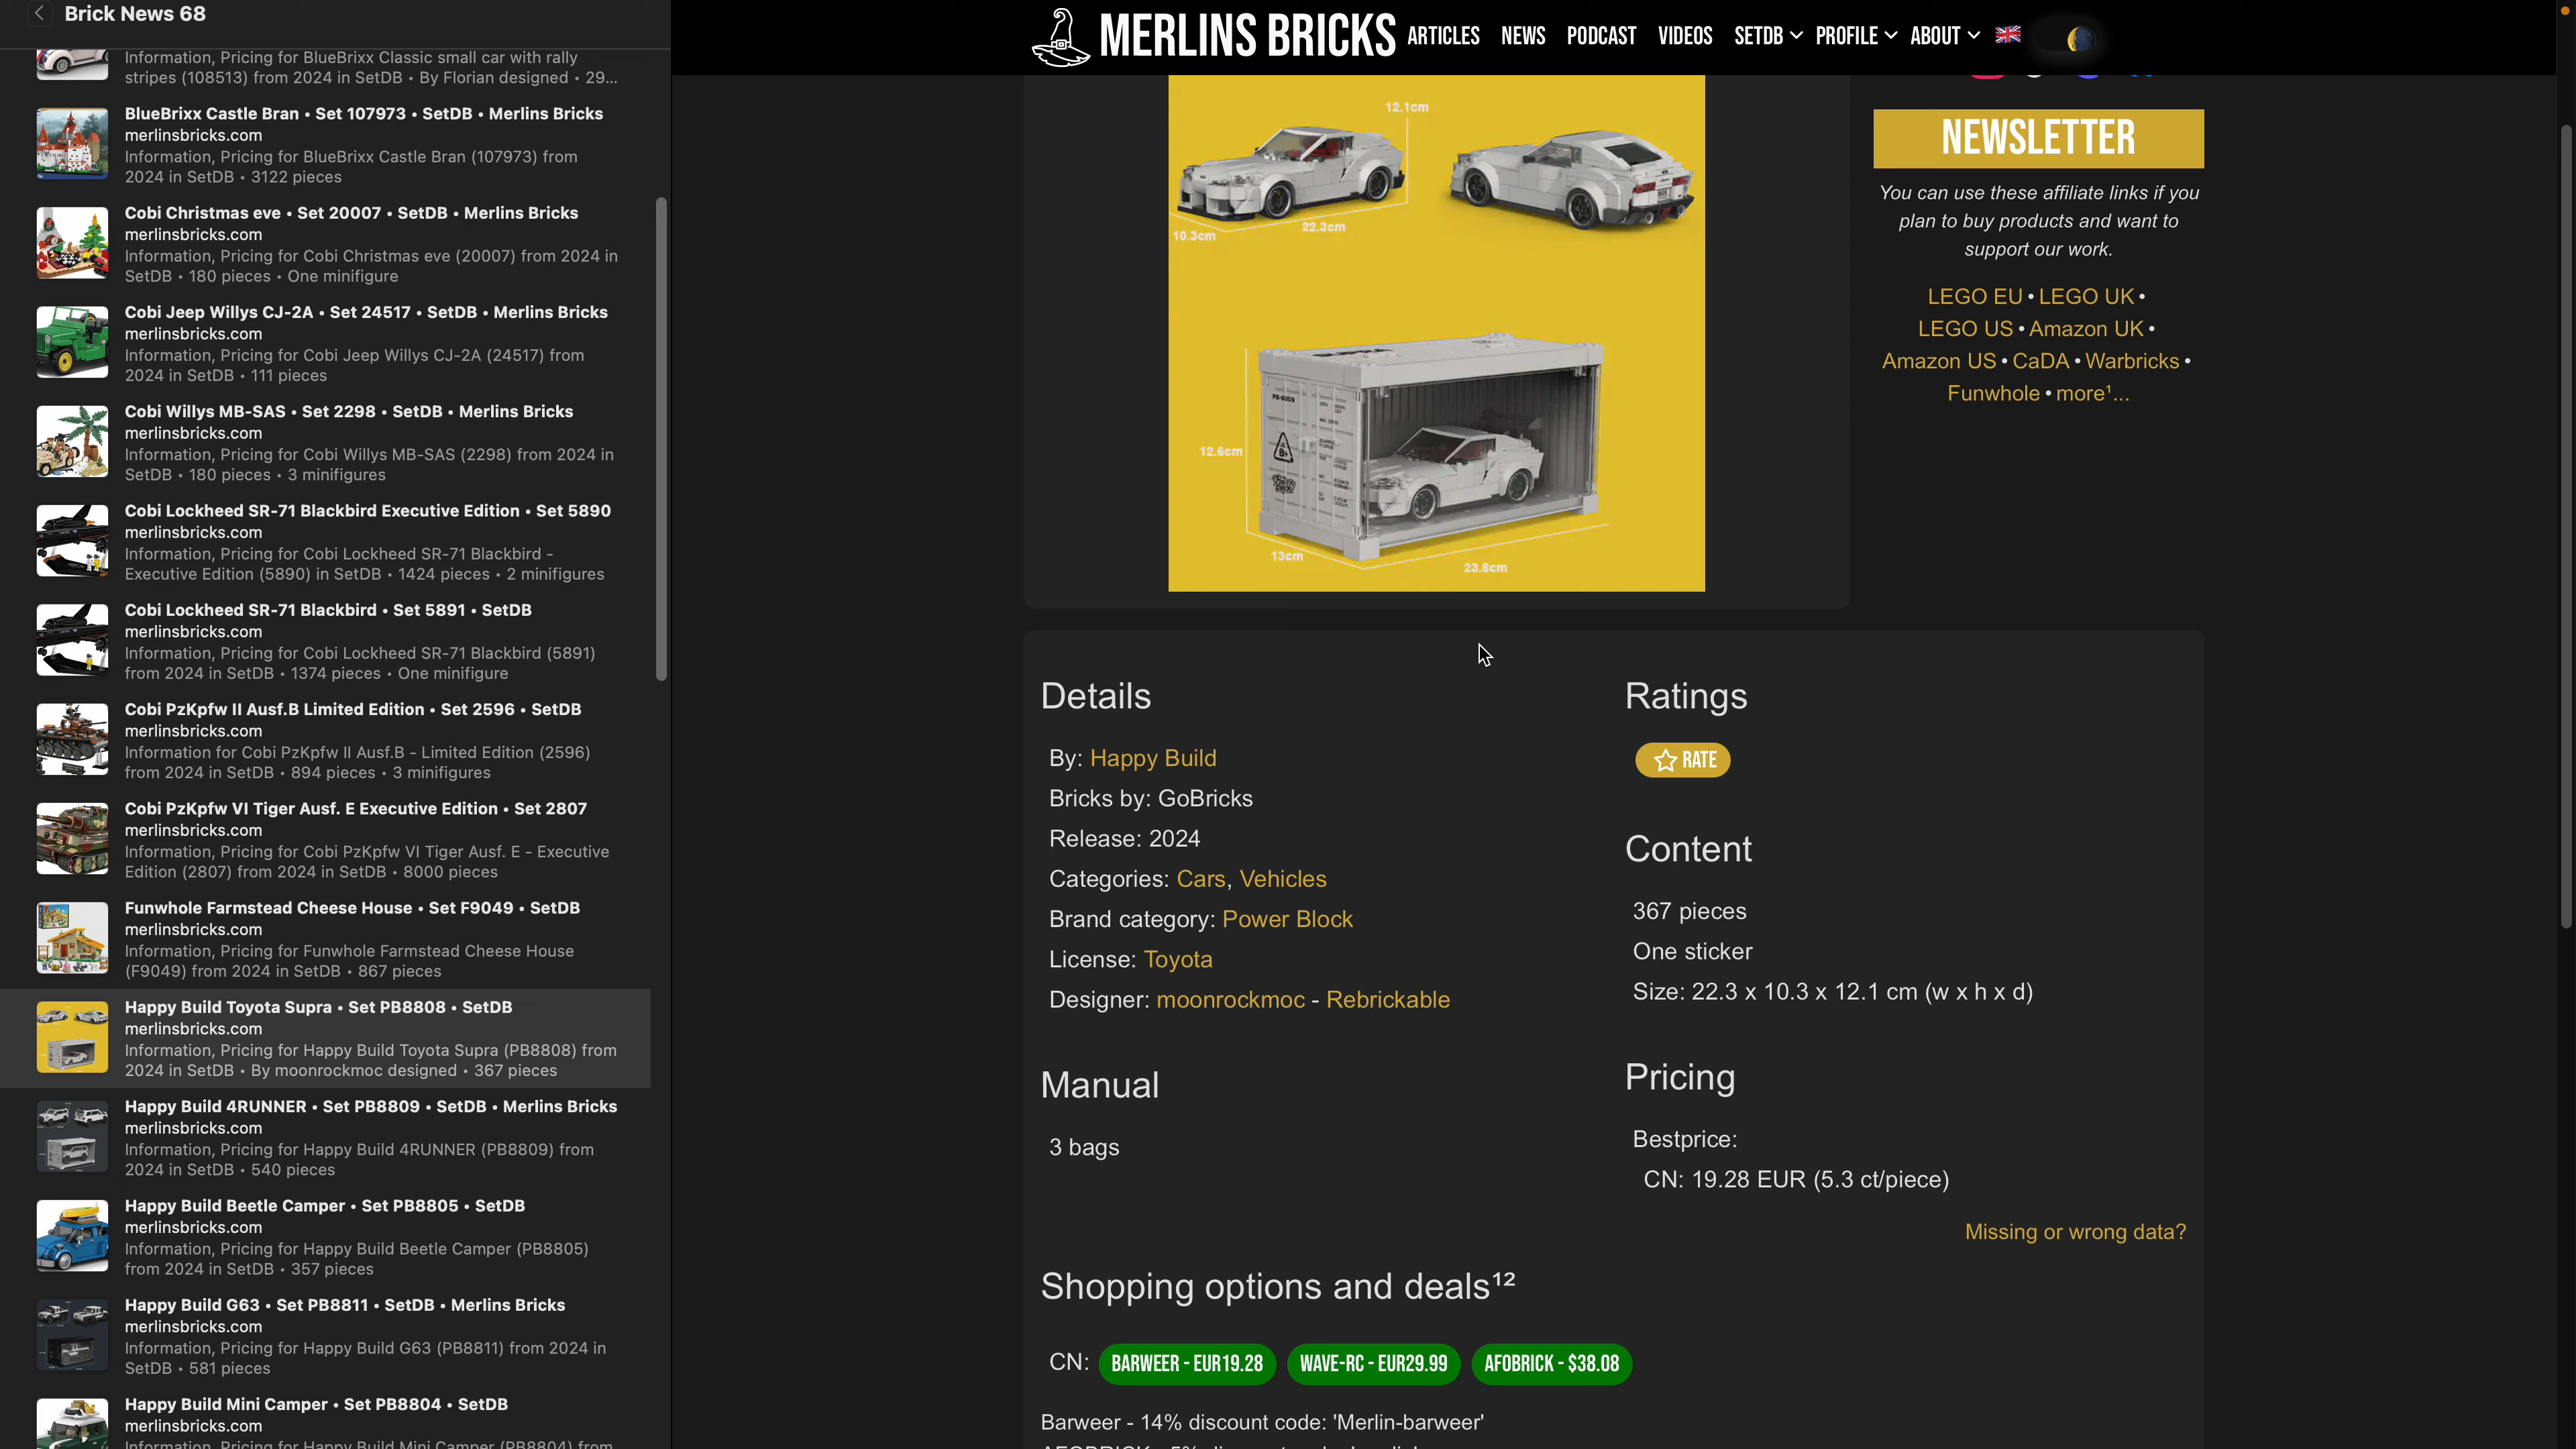 Brick News 68
Information, Pricing for BlueBrixx Classic small car with rally
stripes (108513) from 2024 in SetDB • By Florian designed • 29...
BlueBrixx Castle Bran • Set 107973 • SetDB • Merlins Bricks
merlinsbricks.com
Information, Pricing for BlueBrixx Castle Bran (107973) from
2024 in SetDB • 3122 pieces
Cobi Christmas eve • Set 20007 • SetDB • Merlins Bricks
merlinsbricks.com
Information, Pricing for Cobi Christmas eve (20007) from 2024 in
SetDB • 180 pieces • One minifigure
Cobi Jeep Willys CJ-2A • Set 24517 • SetDB • Merlins Bricks
merlinsbricks.com
Information, Pricing for Cobi Jeep Willys CJ-2A (24517) from
2024 in SetDB • 111 pieces
Cobi Willys MB-SAS • Set 2298 • SetDB • Merlins Bricks
merlinsbricks.com
Information, Pricing for Cobi Willys MB-SAS (2298) from 2024 in
SetDB • 180 pieces • 3 minifigures
Cobi Lockheed SR-71 Blackbird Executive Edition • Set 5890
merlinsbricks.com
Information, Pricing for Cobi Lockheed SR-71 Blackbird -
Executive Edition (5890) in SetDB • 1424 pieces • 2 minifigures
Cobi Lockheed SR-71 Blackbird • Set 5891 • SetDB
merlinsbricks.com
Information, Pricing for Cobi Lockheed SR-71 Blackbird (5891)
from 2024 in SetDB • 1374 pieces • One minifigure
Cobi PzKpfw II Ausf.B Limited Edition • Set 2596 • SetDB
merlinsbricks.com
Information for Cobi PzKpfw II Ausf.B - Limited Edition (2596)
from 2024 in SetDB • 894 pieces • 3 minifigures
Cobi PzKpfw VI Tiger Ausf. E Executive Edition • Set 2807
merlinsbricks.com
Information, Pricing for Cobi PzKpfw VI Tiger Ausf. E - Executive
Edition (2807) from 2024 in SetDB • 8000 pieces
Funwhole Farmstead Cheese House • Set F9049 • SetDB
merlinsbricks.com
Information, Pricing for Funwhole Farmstead Cheese House
(F9049) from 2024 in SetDB • 867 pieces
Happy Build Toyota Supra • Set PB8808 • SetDB
merlinsbricks.com
Information, Pricing for Happy Build Toyota Supra (PB8808) from
2024 in SetDB • By moonrockmoc designed • 367 pieces
Happy Build 4RUNNER • Set PB8809 • SetDB • Merlins Bricks
merlinsbricks.com
Information, Pricing for Happy Build 4RUNNER (PB8809) from
2024 in SetDB • 540 pieces
Happy Build Beetle Camper • Set PB8805 • SetDB
merlinsbricks.com
Information, Pricing for Happy Build Beetle Camper (PB8805)
from 2024 in SetDB • 357 pieces
Happy Build G63 • Set PB8811 • SetDB • Merlins Bricks
merlinsbricks.com
Information, Pricing for Happy Build G63 (PB8811) from 2024 in
SetDB • 581 pieces
Happy Build Mini Camper • Set PB8804 • SetDB
merlinsbricks.com
Information, Pricing for Happy Build Mini Camper (PB8804) from
MERLINS BRICKS ARTICLES NEWS PODCAST VIDEOS SETDB PROFILE ABOUT
12.1cm
10.3cm
22.3cm
12.6cm
13cm
23.8cm
NEWSLETTER
You can use these affiliate links if you
plan to buy products and want to
support our work.
LEGO EU • LEGO UK •
LEGO US • Amazon UK •
Amazon US • CaDA • Warbricks •
Funwhole • more¹...
Details
By: Happy Build
Bricks by: GoBricks
Release: 2024
Categories: Cars, Vehicles
Brand category: Power Block
License: Toyota
Designer: moonrockmoc - Rebrickable
Manual
3 bags
Ratings
RATE
Content
367 pieces
One sticker
Size: 22.3 x 10.3 x 12.1 cm (w x h x d)
Pricing
Bestprice:
CN: 19.28 EUR (5.3 ct/piece)
Missing or wrong data?
Shopping options and deals¹²
CN: BARWEER - EUR19.28 WAVE-RC - EUR29.99 AFOBRICK - $38.08
Barweer - 14% discount code: 'Merlin-barweer'